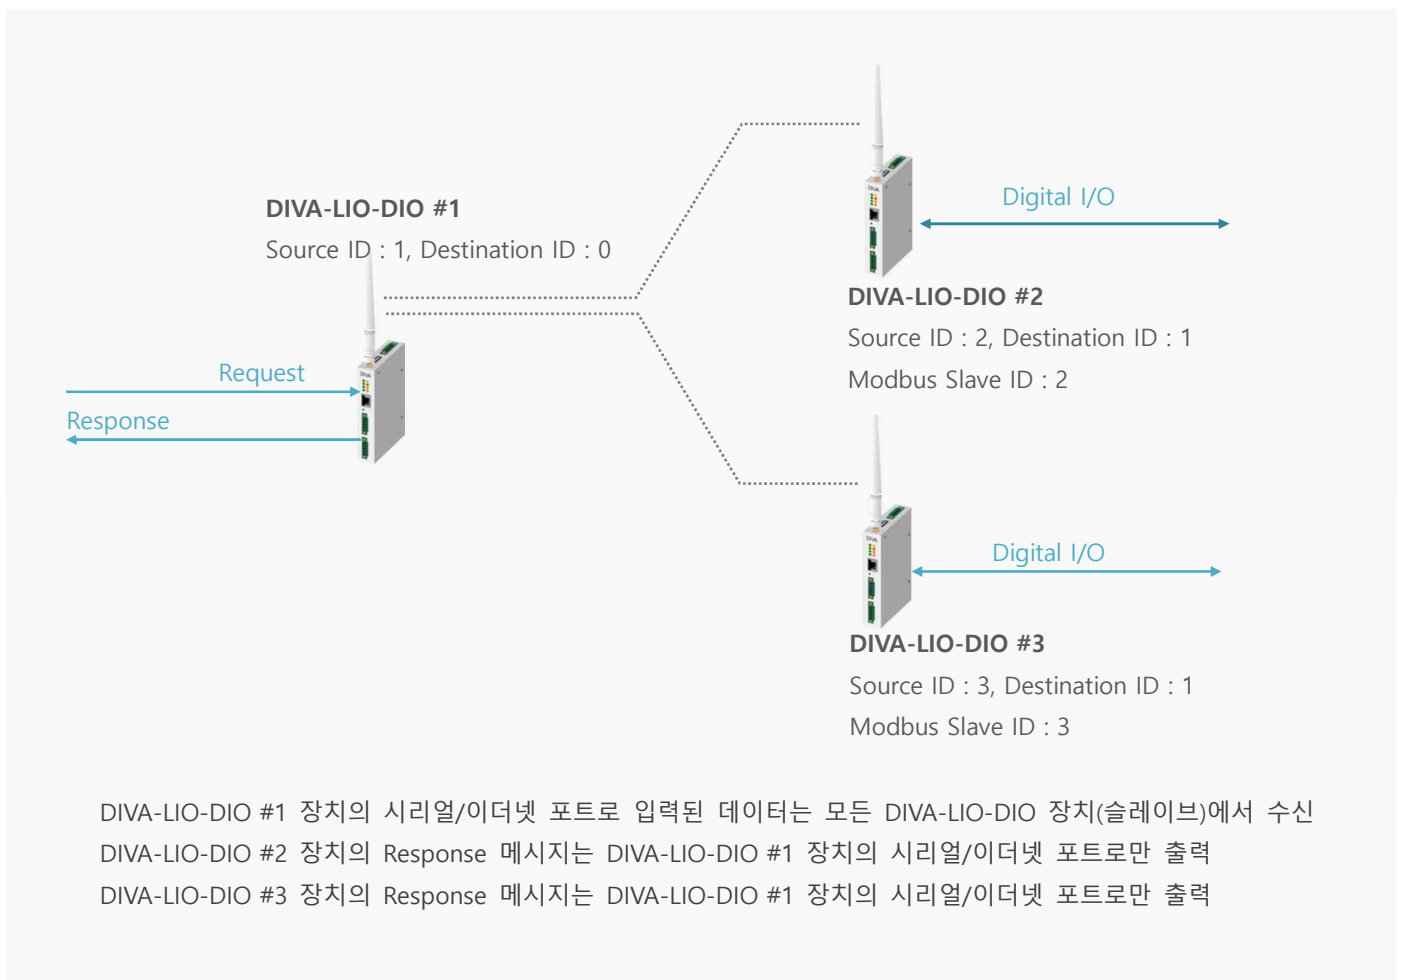 DIVA-LIO-DIO #1
Source ID : 1, Destination ID : 0
Request
Response
DIVA
Digital I/O
DIVA-LIO-DIO #2
Source ID : 2, Destination ID : 1
Modbus Slave ID : 2
DIVA
Digital I/O
DIVA-LIO-DIO #3
Source ID : 3, Destination ID : 1
Modbus Slave ID : 3
DIVA
DIVA-LIO-DIO #1 장치의 시리얼/이더넷 포트로 입력된 데이터는 모든 DIVA-LIO-DIO 장치(슬레이브)에서 수신
DIVA-LIO-DIO #2 장치의 Response 메시지는 DIVA-LIO-DIO #1 장치의 시리얼/이더넷 포트로만 출력
DIVA-LIO-DIO #3 장치의 Response 메시지는 DIVA-LIO-DIO #1 장치의 시리얼/이더넷 포트로만 출력